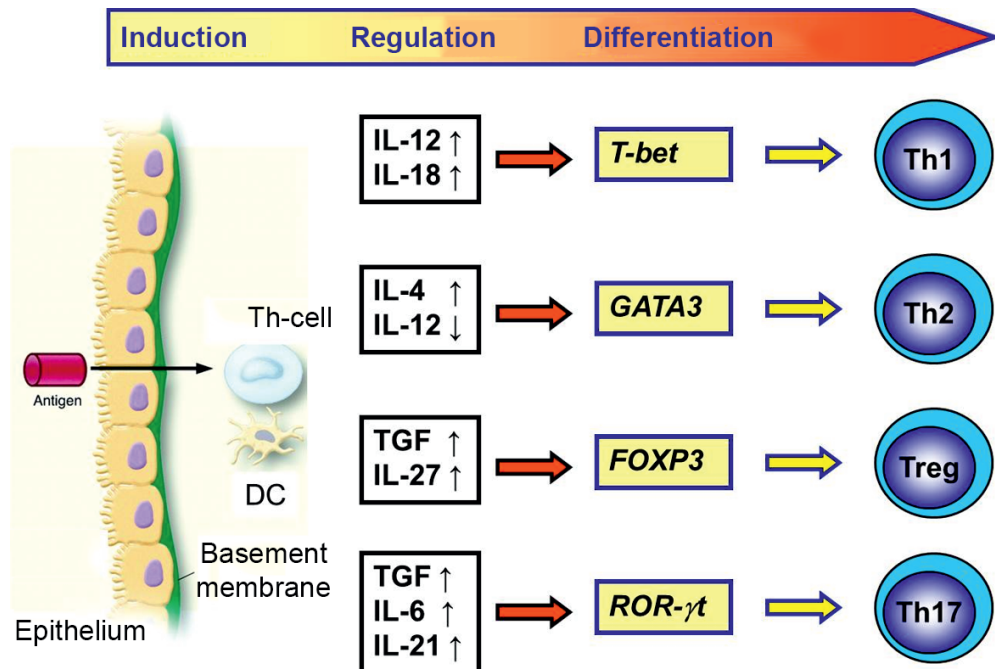 Induction Regulation Differentiation
IL-12 ↑
IL-18 ↑
T-bet
Th1
IL-4 ↑
IL-12 ↓
GATA3
Th2
Th-cell
Antigen
DC
TGF ↑
IL-27 ↑
FOXP3
Treg
Basement
membrane
Epithelium
TGF ↑
IL-6 ↑
IL-21 ↑
ROR-γt
Th17